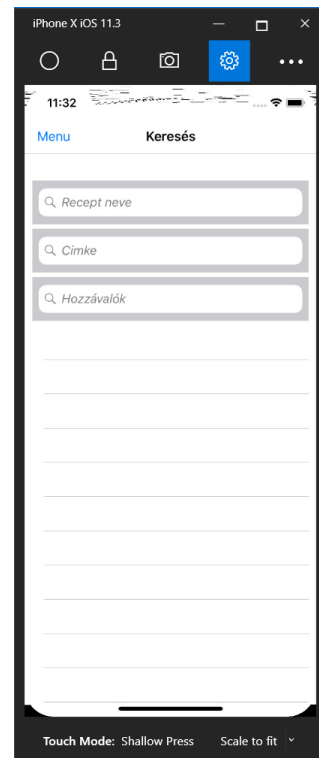 iPhone X iOS 11.3
11:32
Menu Keresés
Recept neve
Cimke
Hozzávalók
Touch Mode: Shallow Press Scale to fit